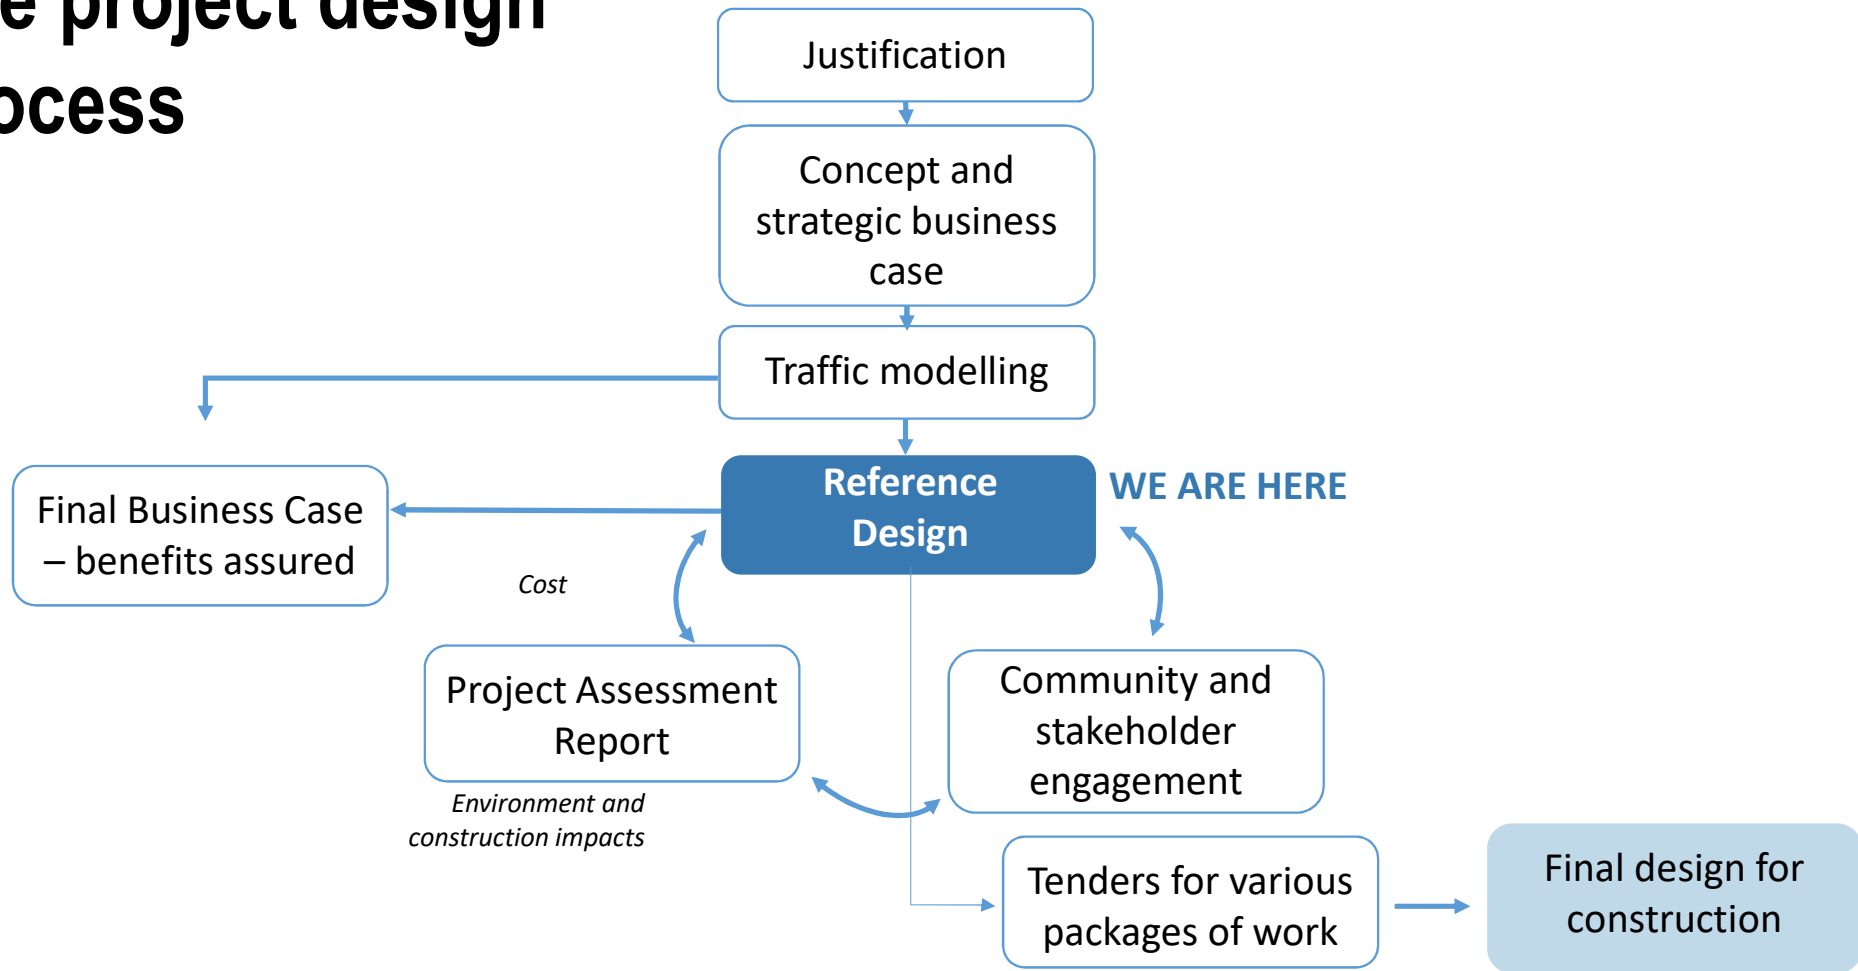 e project design
ocess
Justification
Concept and
strategic business
case
Traffic modelling
Reference
Design
WE ARE HERE
Final Business Case
– benefits assured
Cost
Project Assessment
Report
Community and
stakeholder
engagement
Environment and
construction impacts
Tenders for various
packages of work
Final design for
construction